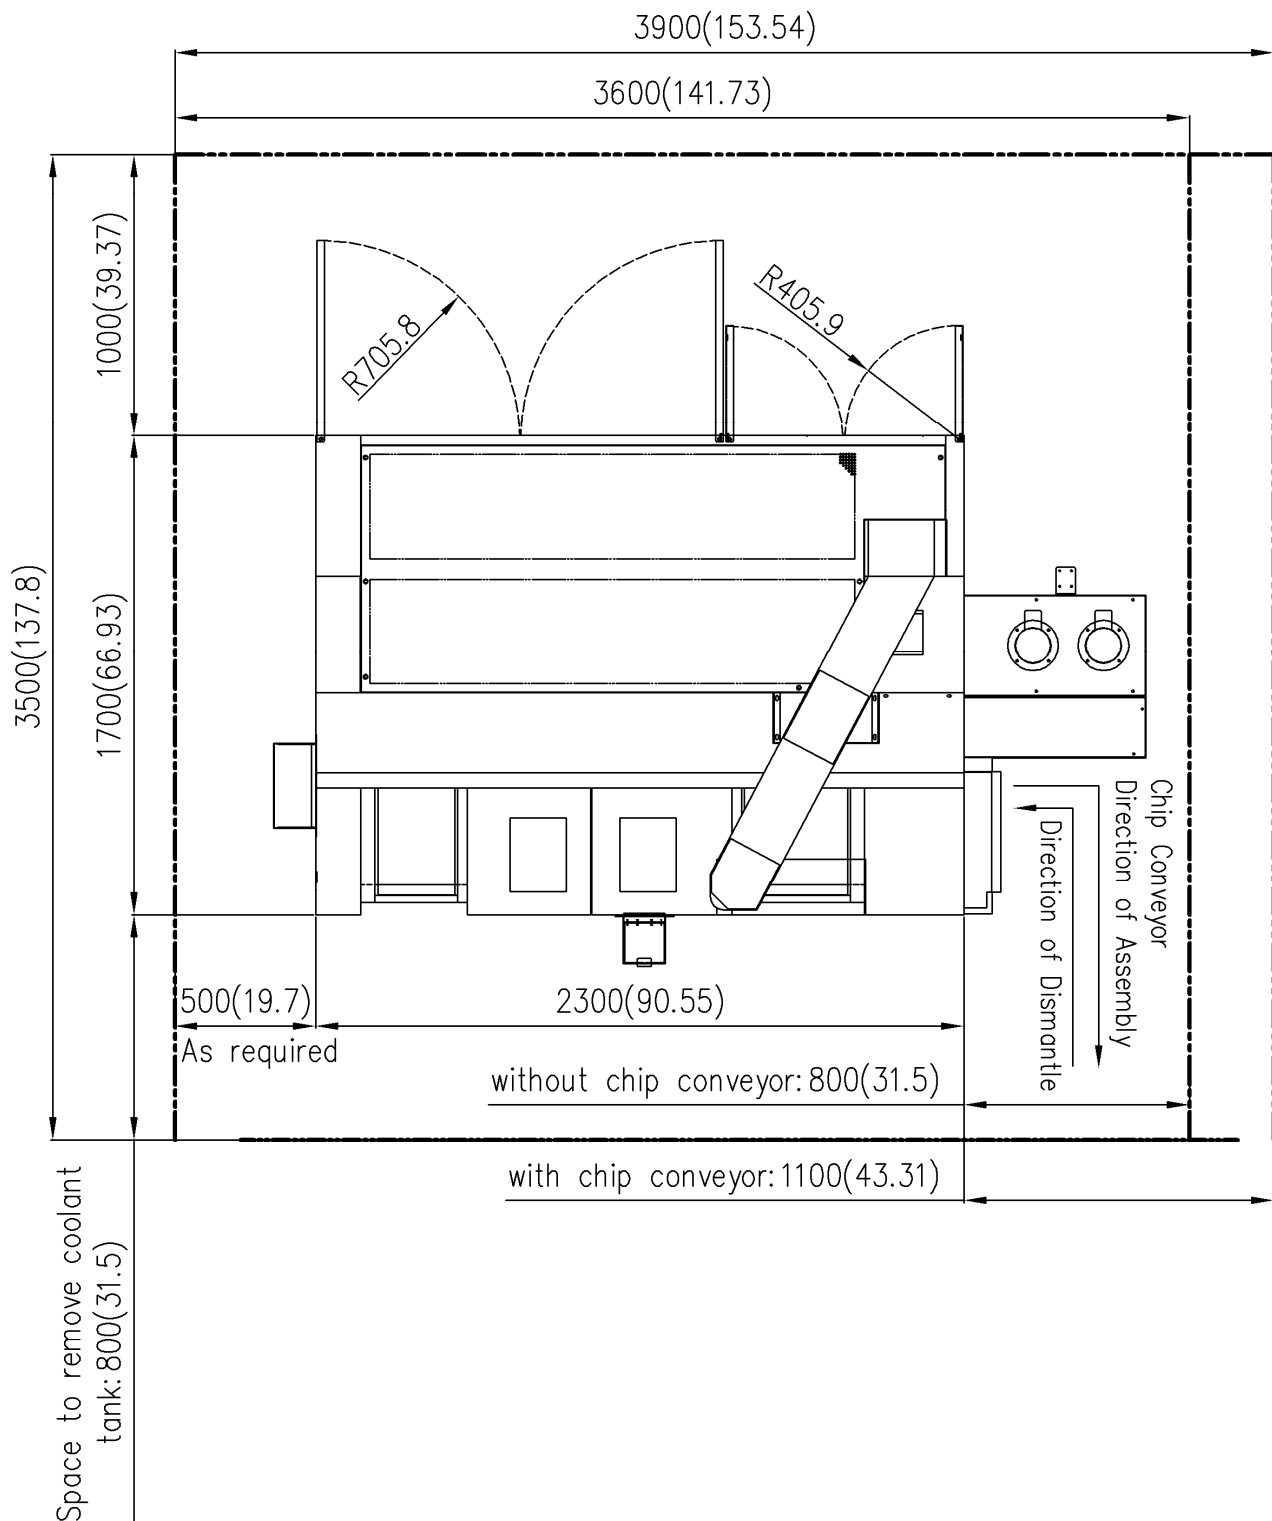 3900(153.54)
3600(141.73)
1000(39.37)
R705.8
R405.9
3500(137.8)
1700(66.93)
Chip Conveyor
Direction of Assembly
Direction of Dismantle
500(19.7)
As required
2300(90.55)
without chip conveyor:800(31.5)
with chip conveyor:1100(43.31)
Space to remove coolant
tank:800(31.5)